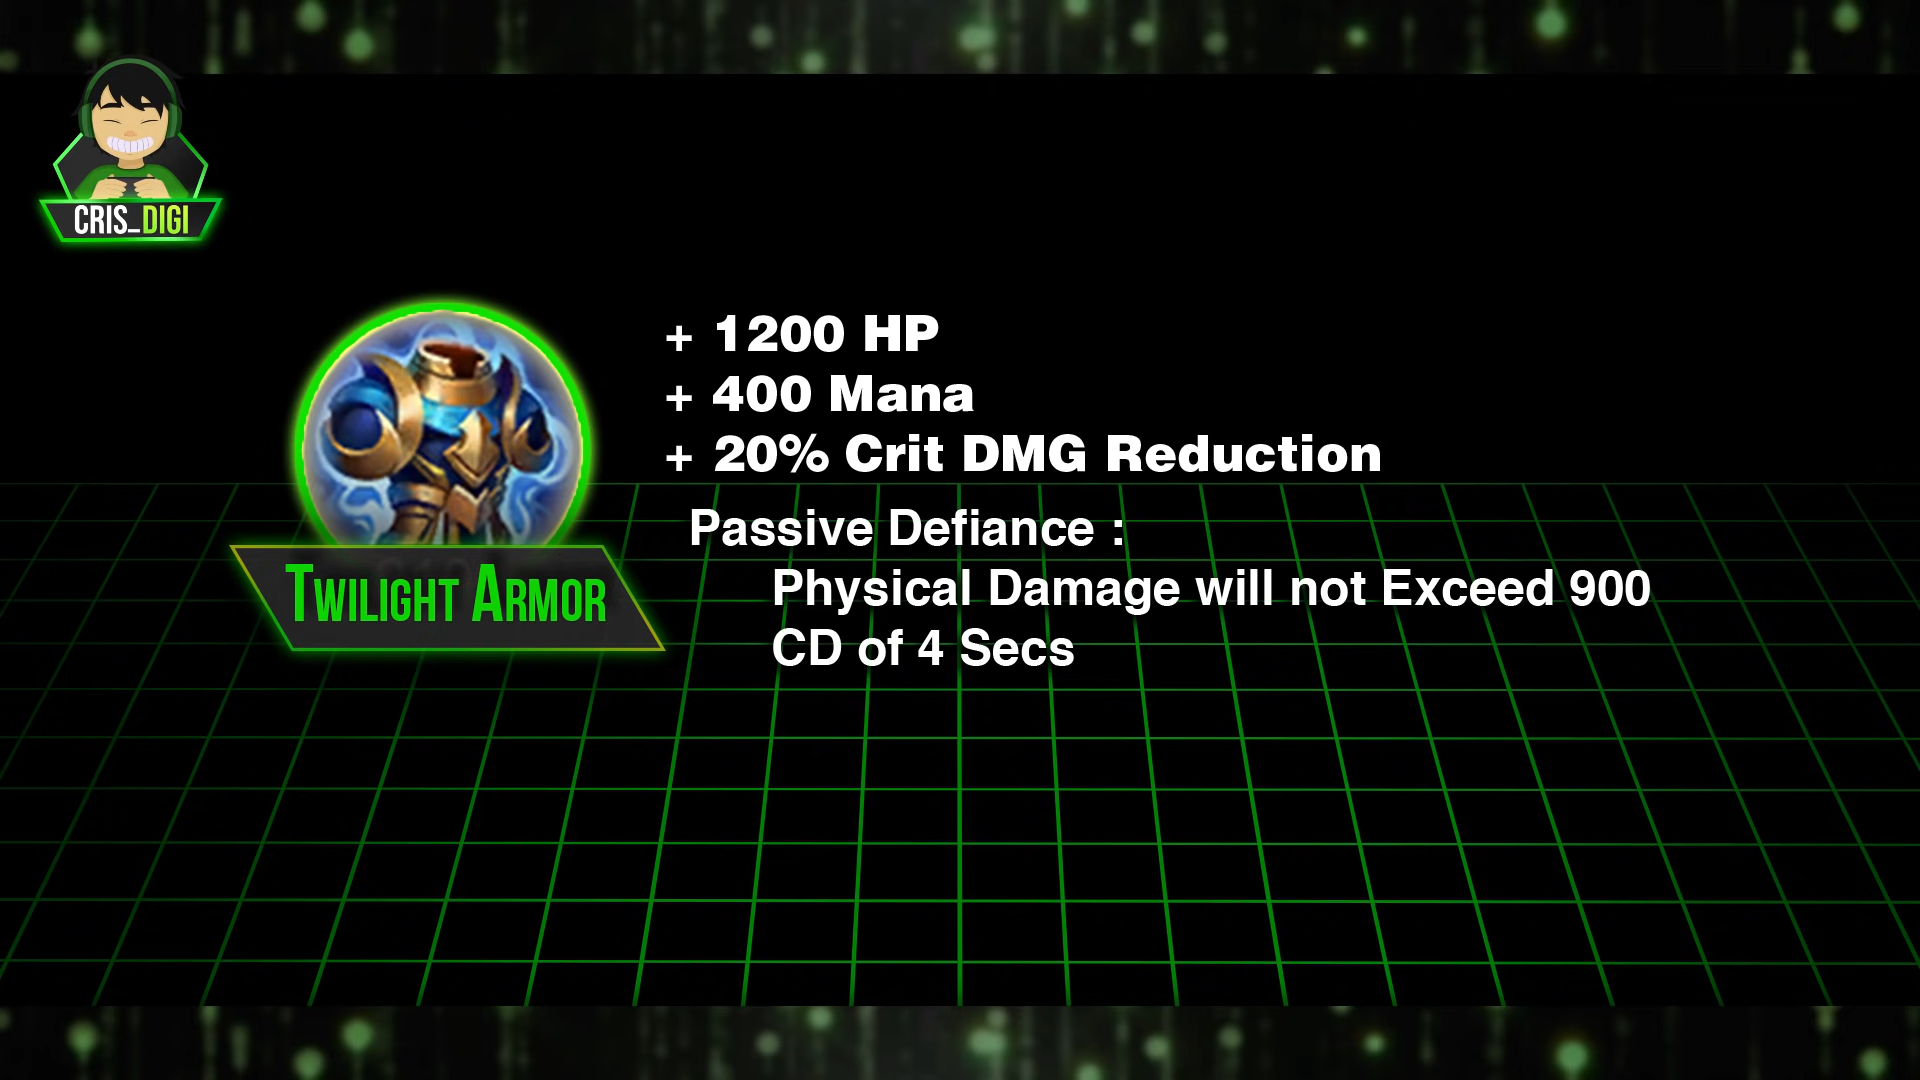 CRIS_DIGI
+ 1200 HP
+ 400 Mana
+ 20% Crit DMG Reduction
Passive Defiance :
Physical Damage will not Exceed 900
CD of 4 Secs
Twilight Armor